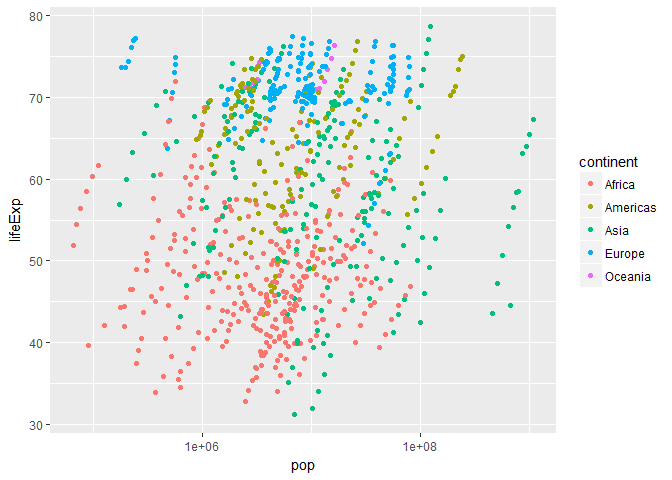 80
70
60
50
40
30
lifeExp
1e+06
1e+08
pop
continent
Africa
Americas
Asia
Europe
Oceania